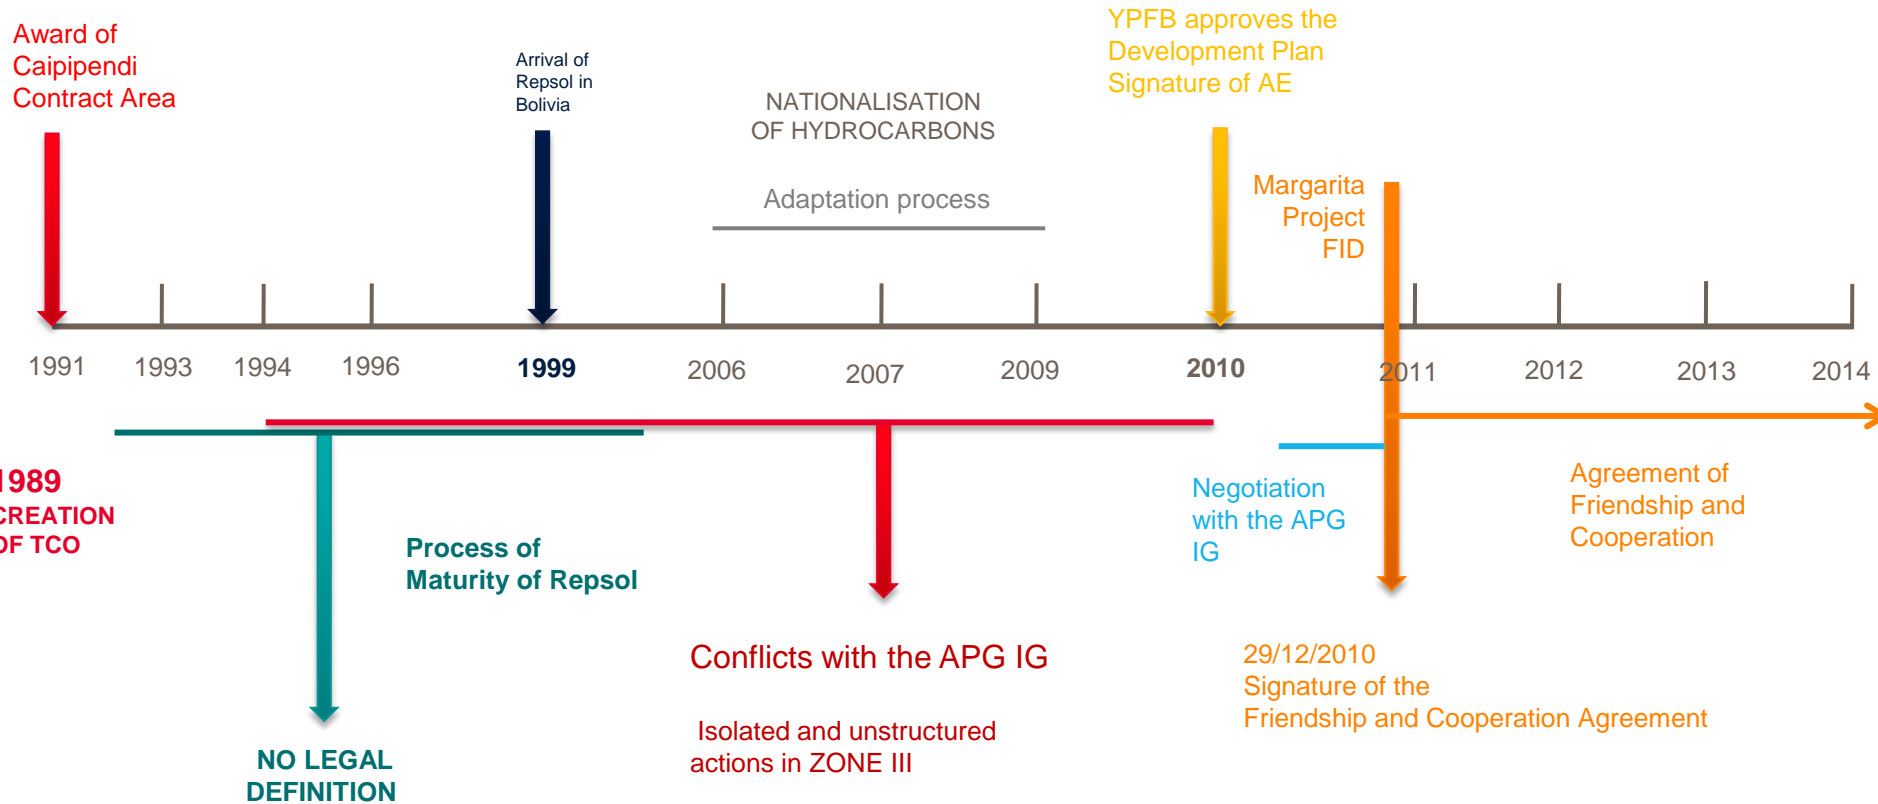 Award of
Caipipendi
Contract Area
Arrival of
Repsol in
Bolivia
NATIONALISATION
OF HYDROCARBONS
Adaptation process
YPFB approves the
Development Plan
Signature of AE
Margarita
Project
FID
1991
1993
1994
1996
1999
2006
2007
2009
2010
2011
2012
2013
2014
1989
CREATION
OF TCO
Process of
Maturity of Repsol
NO LEGAL
DEFINITION
Conflicts with the APG IG
Isolated and unstructured
actions in ZONE III
Negotiation
with the APG
IG
Agreement of
Friendship and
Cooperation
29/12/2010
Signature of the
Friendship and Cooperation Agreement